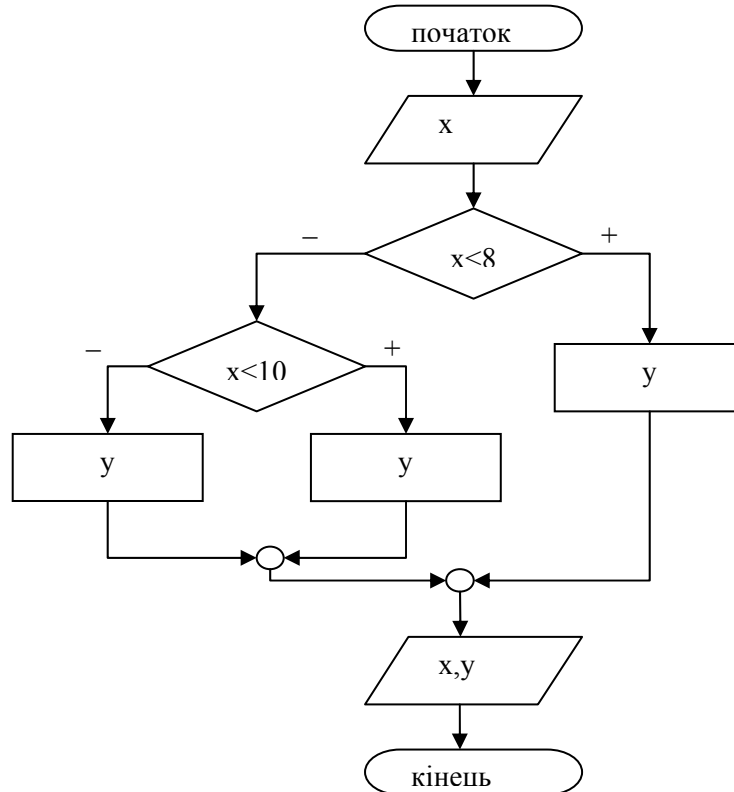 початок
x
− x<8 +
− x<10 +
y
y y
x,y
кінець